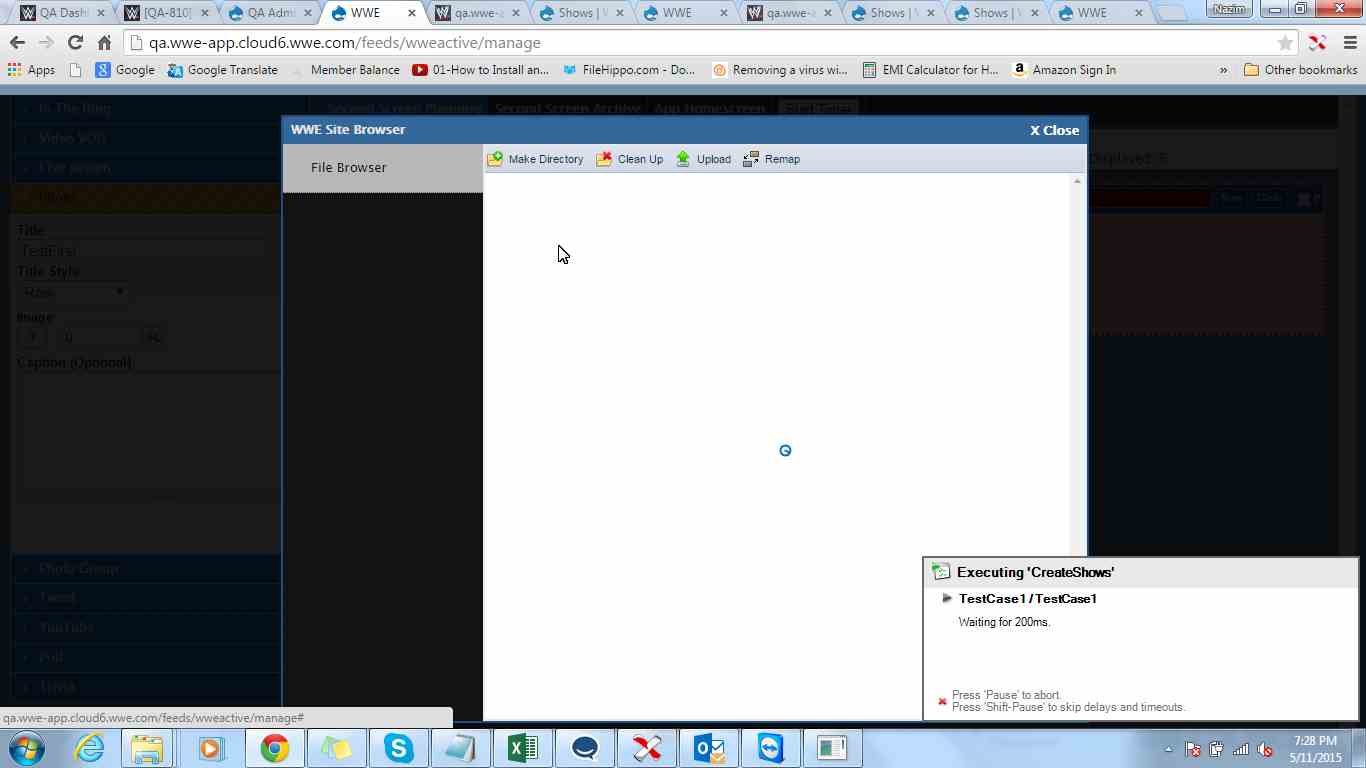 QA Dash
[QA-810]
QA Admi
WWE
qa.wwe-a
Shows | W
WWE
qa.wwe-a
Shows | W
Shows | W
WWE
Nazim
qa.wwe-app.cloud6.wwe.com/feeds/wweactive/manage
Apps
Google
Google Translate
Member Balance
01-How to Install an...
FileHippo.com - Do...
Removing a virus wi...
EMI Calculator for H...
Amazon Sign In
»
Other bookmarks
In The Ring
Video VOD
Live Stream
Photo
Second Screen Planning
Second Screen Archive
App Homescreen
Displayed: 5
WWE Site Browser
X Close
File Browser
Make Directory
Clean Up
Upload
Remap
Title
TestFirst
Title Style
Raw
Image
0
Caption (Optional)
Photo Group
Tweet
YouTube
Poll
Trivia
Executing 'CreateShows'
TestCase1 / TestCase1
Waiting for 200ms.
Press 'Pause' to abort.
Press 'Shift-Pause' to skip delays and timeouts.
qa.wwe-app.cloud6.wwe.com/feeds/wweactive/manage#
7:28 PM
5/11/2015